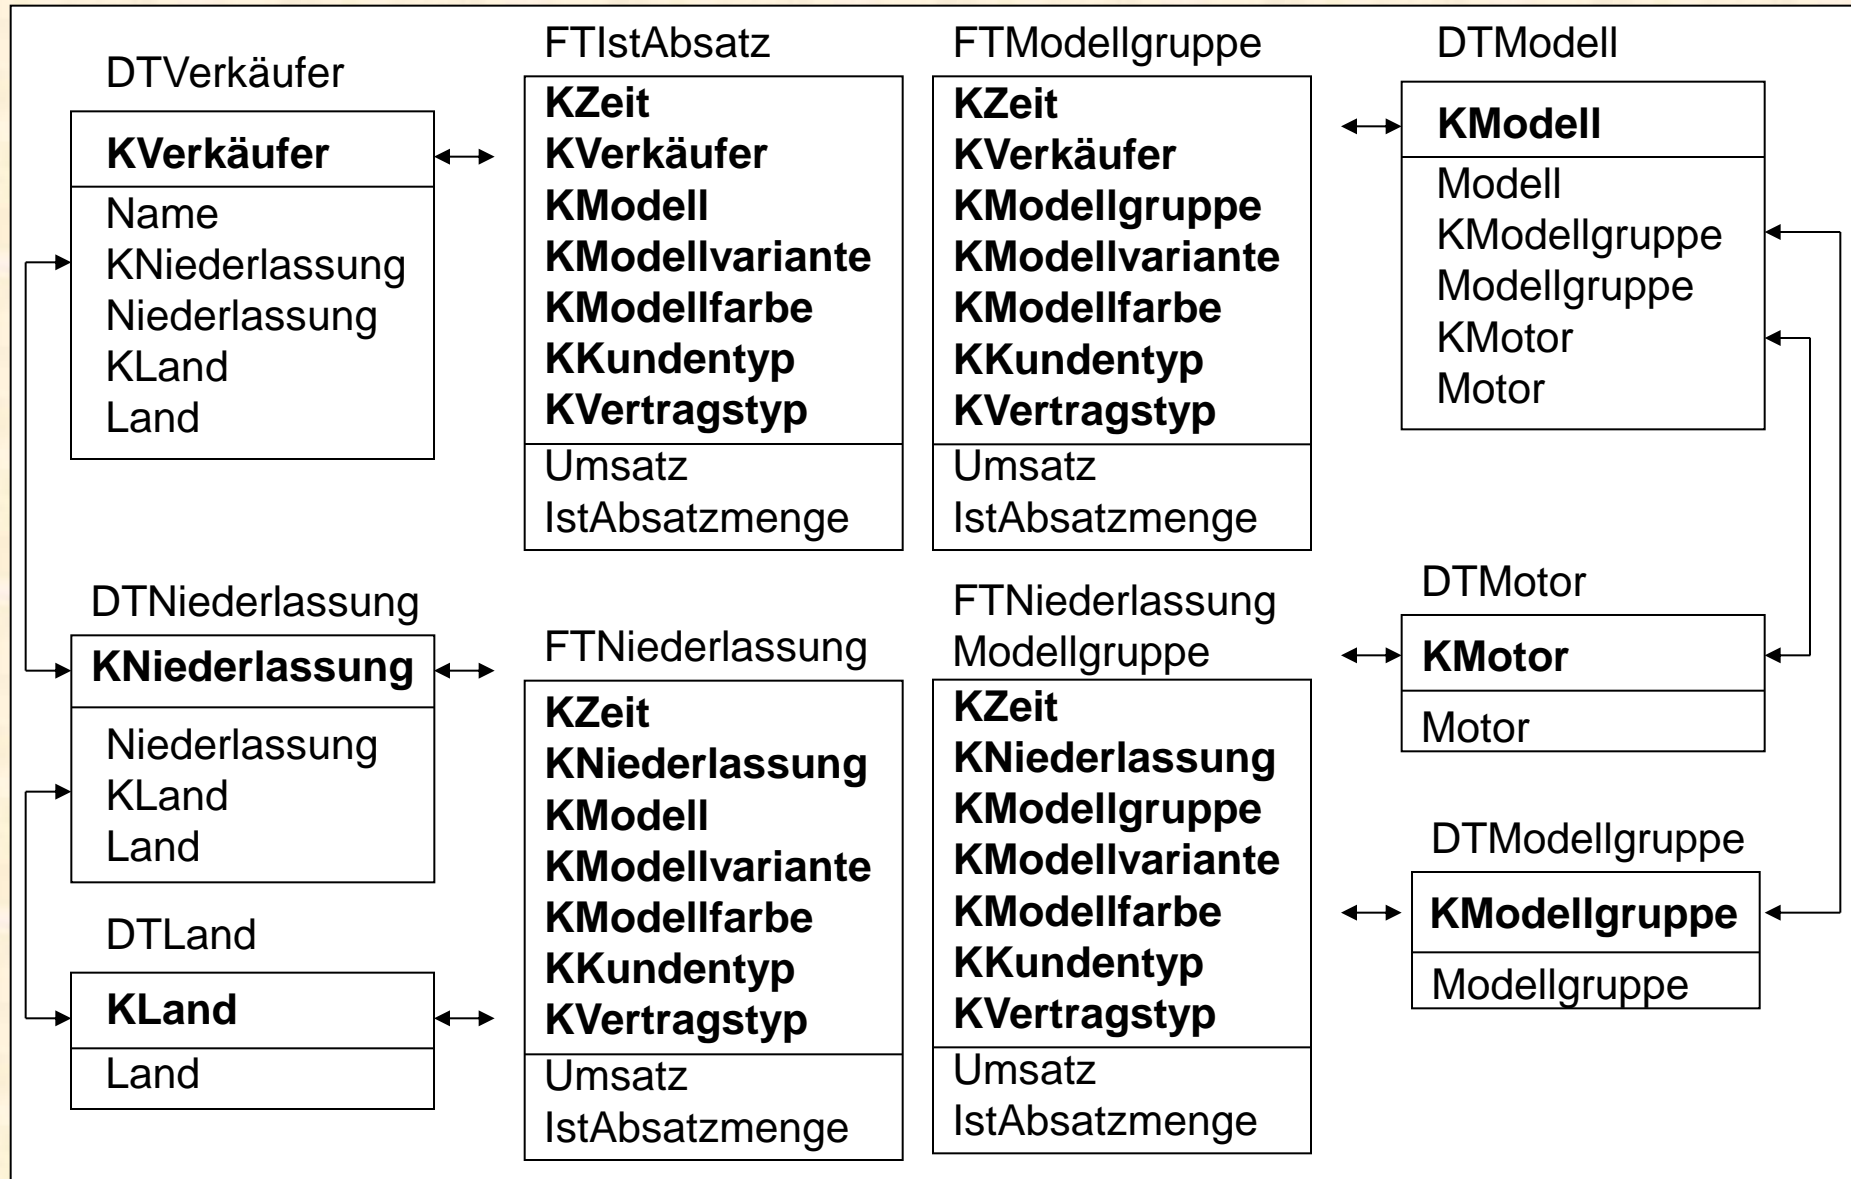 DTVerkäufer
KVerkäufer
Name
KNiederlassung
Niederlassung
KLand
Land
FTIstAbsatz
KZeit
KVerkäufer
KModell
KModellvariante
KModellfarbe
KKundentyp
KVertragstyp
Umsatz
IstAbsatzmenge
FTModellgruppe
KZeit
KVerkäufer
KModellgruppe
KModellvariante
KModellfarbe
KKundentyp
KVertragstyp
Umsatz
IstAbsatzmenge
DTModell
KModell
Modell
KModellgruppe
Modellgruppe
KMotor
Motor
DTNiederlassung
KNiederlassung
Niederlassung
KLand
Land
DTLand
KLand
Land
FTNiederlassung
KZeit
KNiederlassung
KModell
KModellvariante
KModellfarbe
KKundentyp
KVertragstyp
Umsatz
IstAbsatzmenge
FTNiederlassung
Modellgruppe
KZeit
KNiederlassung
KModellgruppe
KModellvariante
KModellfarbe
KKundentyp
KVertragstyp
Umsatz
IstAbsatzmenge
DTMotor
KMotor
Motor
DTModellgruppe
KModellgruppe
Modellgruppe